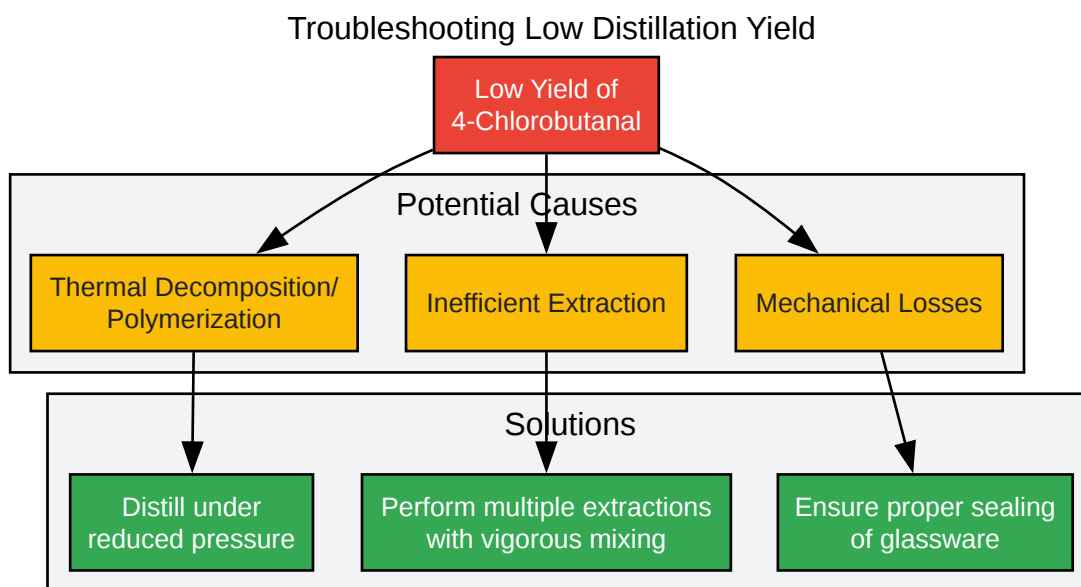 Troubleshooting Low Distillation Yield
Low Yield of
4-Chlorobutanal
Potential Causes
Thermal Decomposition/
Polymerization
Inefficient Extraction
Mechanical Losses
Solutions
Distill under
reduced pressure
Perform multiple extractions
with vigorous mixing
Ensure proper sealing
of glassware